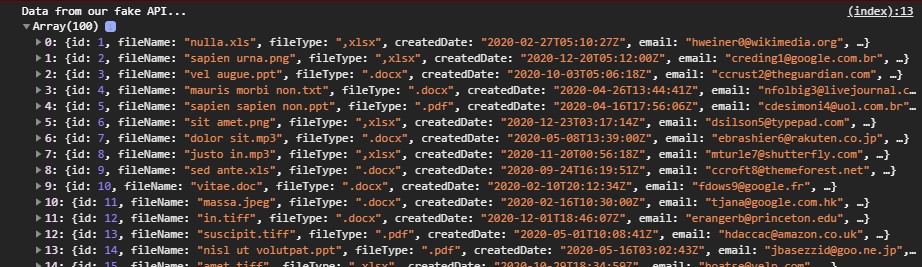 Data from our fake API... (index):13
▼Array(100) i
▶0: {id: 1, fileName: "nulla.xls", fileType: ",xlsx", createdDate: "2020-02-27T05:10:27Z", email: "hweiner0@wikimedia.org", …}
▶1: {id: 2, fileName: "sapien urna.png", fileType: ",xlsx", createdDate: "2020-12-20T05:12:00Z", email: "creding1@google.com.br", …}
▶2: {id: 3, fileName: "vel augue.ppt", fileType: ".docx", createdDate: "2020-10-03T05:06:18Z", email: "ccrust2@theguardian.com", …}
▶3: {id: 4, fileName: "mauris morbi non.txt", fileType: ".docx", createdDate: "2020-04-26T13:44:41Z", email: "nfolbig3@livejournal.c…
▶4: {id: 5, fileName: "sapien sapien non.ppt", fileType: ".pdf", createdDate: "2020-04-16T17:56:06Z", email: "cdesimoni4@uol.com.br"…
▶5: {id: 6, fileName: "sit amet.png", fileType: ",xlsx", createdDate: "2020-12-23T03:17:14Z", email: "dsilson5@typepad.com", …}
▶6: {id: 7, fileName: "dolor sit.mp3", fileType: ".docx", createdDate: "2020-05-08T13:39:00Z", email: "ebrashier6@rakuten.co.jp", …}
▶7: {id: 8, fileName: "justo in.mp3", fileType: ",xlsx", createdDate: "2020-11-20T00:56:18Z", email: "mturle7@shutterfly.com", …}
▶8: {id: 9, fileName: "sed ante.xls", fileType: ".docx", createdDate: "2020-09-24T16:19:51Z", email: "ccroft8@themeforest.net", …}
▶9: {id: 10, fileName: "vitae.doc", fileType: ".docx", createdDate: "2020-02-10T20:12:34Z", email: "fdows9@google.fr", …}
▶10: {id: 11, fileName: "massa.jpeg", fileType: ".docx", createdDate: "2020-02-16T10:30:00Z", email: "tjana@google.com.hk", …}
▶11: {id: 12, fileName: "in.tiff", fileType: ".docx", createdDate: "2020-12-01T18:46:07Z", email: "erangerb@princeton.edu", …}
▶12: {id: 13, fileName: "suscipit.tiff", fileType: ".pdf", createdDate: "2020-05-01T10:08:41Z", email: "hdaccac@amazon.co.uk", …}
▶13: {id: 14, fileName: "nisl ut volutpat.ppt", fileType: ".pdf", createdDate: "2020-05-16T03:02:43Z", email: "jbasezzid@goo.ne.jp"…
▶14: {id: 15, fileName: "amet.tiff", fileType: ",xlsx", createdDate: "2020-10-29T18:34:59Z", email: